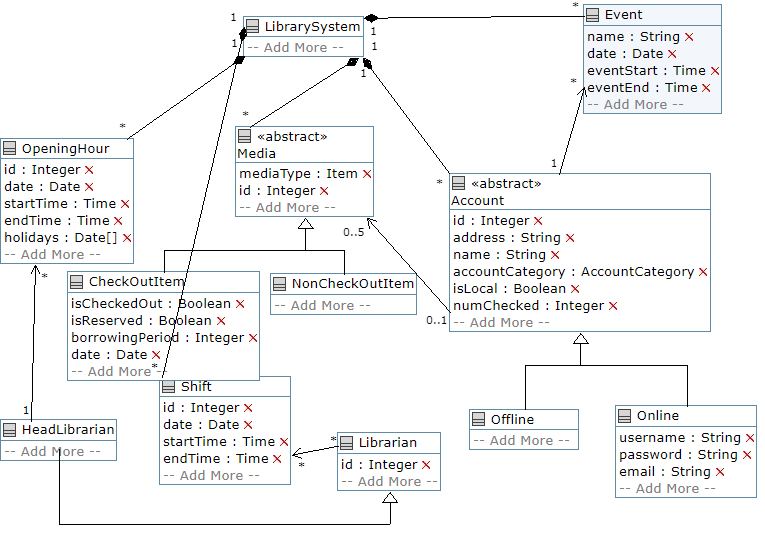 LibrarySystem
-- Add More --
1
1
1
1
1
*
Event
name : String ×
date : Date ×
eventStart : Time ×
eventEnd : Time ×
-- Add More --
*
*
*
OpeningHour
id : Integer ×
date : Date ×
startTime : Time ×
endTime : Time ×
holidays : Date[] ×
-- Add More --
«abstract»
Media
mediaType : Item ×
id : Integer ×
-- Add More --
1
*
«abstract»
Account
id : Integer ×
address : String ×
name : String ×
accountCategory : AccountCategory ×
isLocal : Boolean ×
numChecked : Integer ×
-- Add More --
0..5
0..1
*
CheckOutItem
isCheckedOut : Boolean ×
isReserved : Boolean ×
borrowingPeriod : Integer ×
date : Date ×
-- Add More --
NonCheckOutItem
-- Add More --
*
Shift
id : Integer ×
date : Date ×
startTime : Time ×
endTime : Time ×
-- Add More --
1
HeadLibrarian
-- Add More --
*
*
Librarian
id : Integer ×
-- Add More --
Offline
-- Add More --
Online
username : String ×
password : String ×
email : String ×
-- Add More --